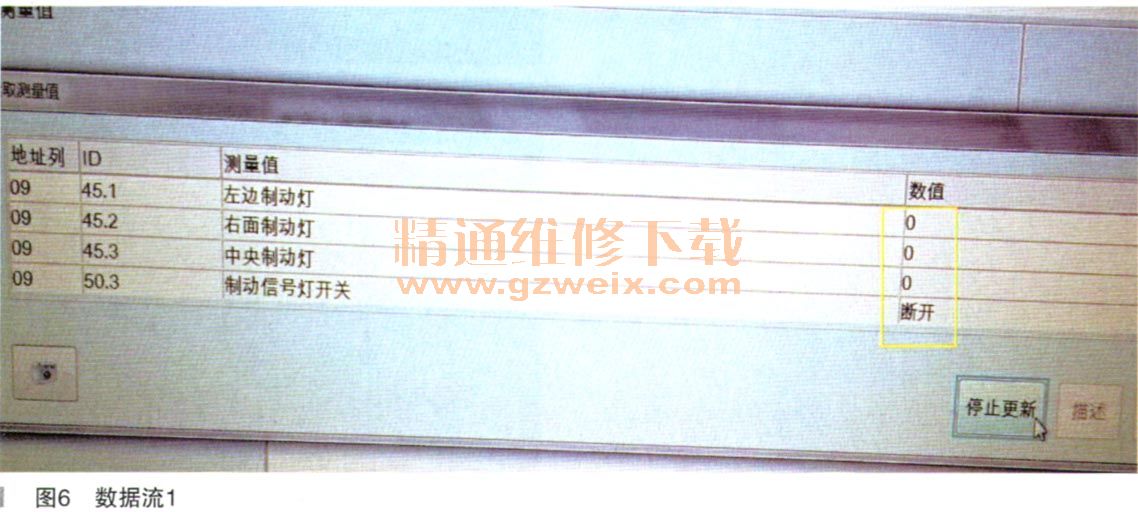 测量值
取测量值
地址列 ID 测量值 数值
09 45.1 左边制动灯 0
09 45.2 右面制动灯 0
09 45.3 中央制动灯 0
09 50.3 制动信号灯开关 断开
精通维修下载
www.gzweix.com
停止更新 描述
图6 数据流1